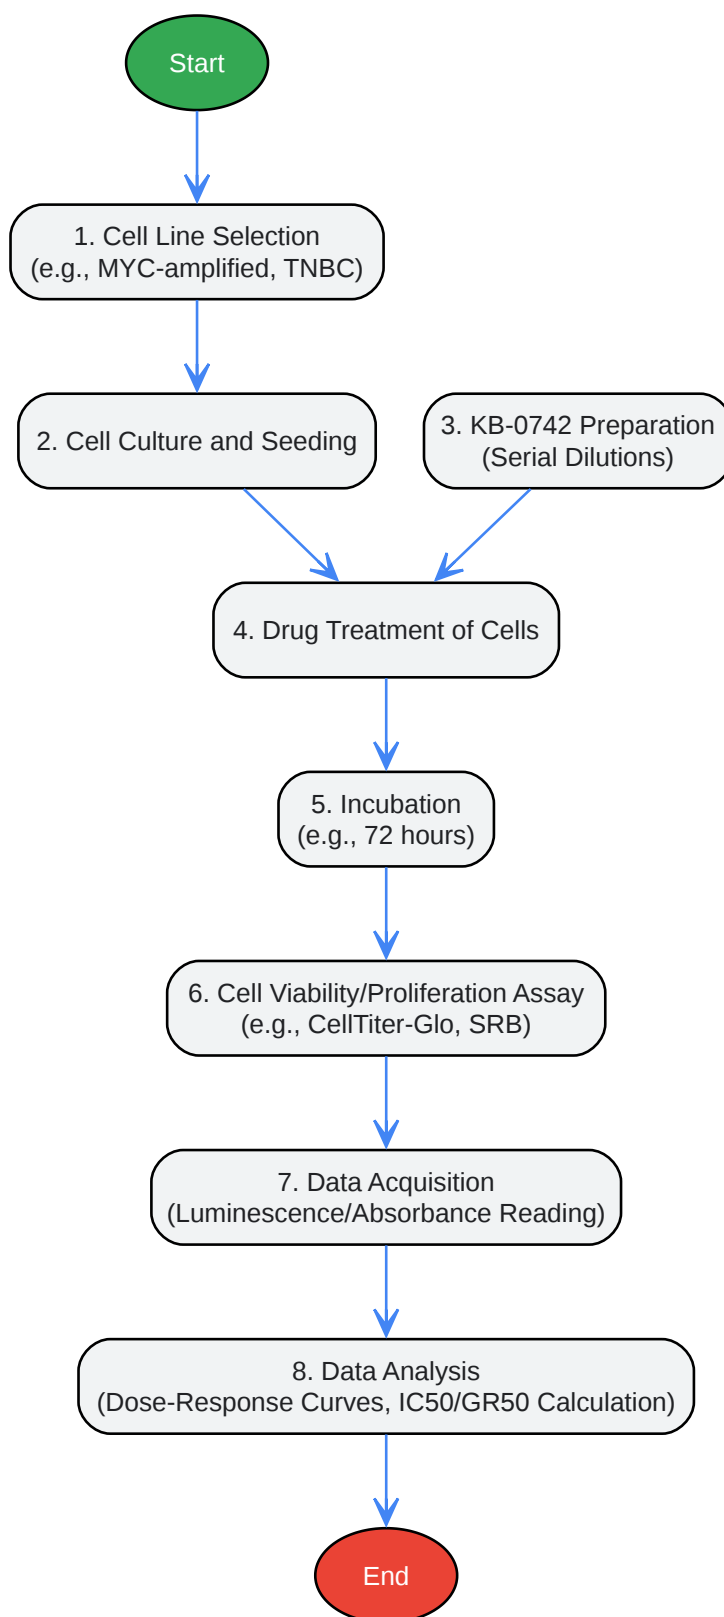 Start
1. Cell Line Selection
(e.g., MYC-amplified, TNBC)
2. Cell Culture and Seeding
3. KB-0742 Preparation
(Serial Dilutions)
4. Drug Treatment of Cells
5. Incubation
(e.g., 72 hours)
6. Cell Viability/Proliferation Assay
(e.g., CellTiter-Glo, SRB)
7. Data Acquisition
(Luminescence/Absorbance Reading)
8. Data Analysis
(Dose-Response Curves, IC50/GR50 Calculation)
End